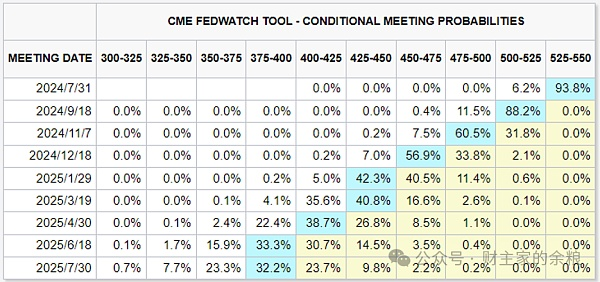 CME FEDWATCH TOOL - CONDITIONAL MEETING PROBABILITIES
MEETING DATE 300-325 325-350 350-375 375-400 400-425 425-450 450-475 475-500 500-525 525-550
2024/7/31 0.0% 0.0% 0.0% 0.0% 6.2% 93.8%
2024/9/18 0.0% 0.0% 0.0% 0.0% 0.0% 0.0% 0.4% 11.5% 88.2% 0.0%
2024/11/7 0.0% 0.0% 0.0% 0.0% 0.0% 0.2% 7.5% 60.5% 31.8% 0.0%
2024/12/18 0.0% 0.0% 0.0% 0.0% 0.2% 7.0% 56.9% 33.8% 2.1% 0.0%
2025/1/29 0.0% 0.0% 0.0% 0.2% 5.0% 42.3% 40.5% 11.4% 0.6% 0.0%
2025/3/19 0.0% 0.0% 0.1% 4.1% 35.6% 40.8% 16.6% 2.6% 0.1% 0.0%
2025/4/30 0.0% 0.1% 2.4% 22.4% 38.7% 26.8% 8.5% 1.1% 0.0% 0.0%
2025/6/18 0.1% 1.7% 15.9% 33.3% 30.7% 14.5% 3.5% 0.4% 0.0% 0.0%
2025/7/30 0.7% 7.7% 23.3% 32.2% 23.7% 9.8% 2.2% 0.2% 0.0% 0.0%
公众号 · 财主家的余粮